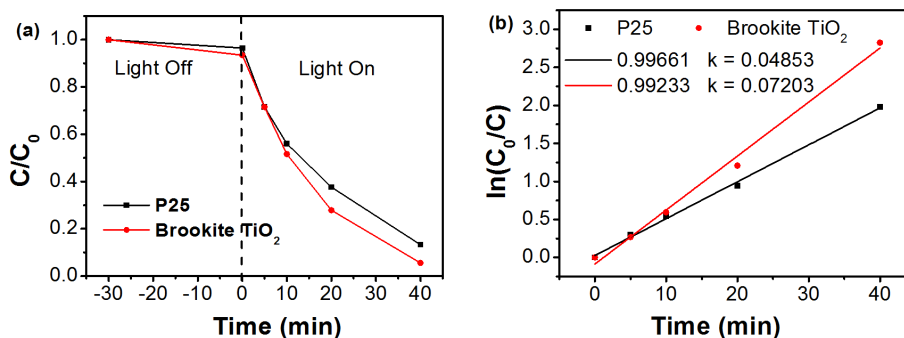 (a)
Light Off
Light On
P25
Brookite TiO2
1.0
0.8
0.6
0.4
0.2
0.0
-30 -20 -10 0 10 20 30 40
C/C0
Time (min)
(b)
P25 Brookite TiO2
0.99661 k = 0.04853
0.99233 k = 0.07203
3.0
2.5
2.0
1.5
1.0
0.5
0.0
0 10 20 30 40
ln(C0/C)
Time (min)